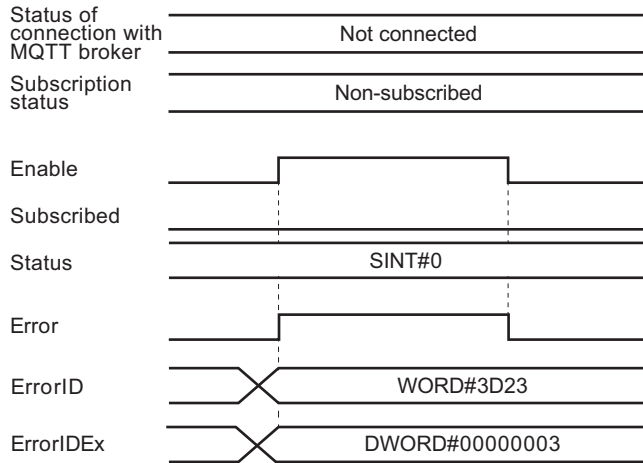 Status of
connection with
MQTT broker
Not connected
Subscription
status
Non-subscribed
Enable
Subscribed
Status
SINT#0
Error
ErrorID
WORD#3D23
ErrorIDEx
DWORD#00000003